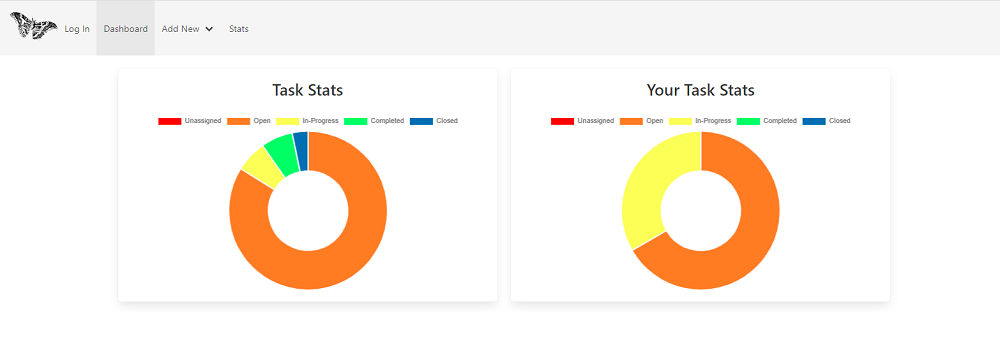 Log In Dashboard Add New Stats
Task Stats
Unassigned Open In-Progress Completed Closed
Your Task Stats
Unassigned Open In-Progress Completed Closed